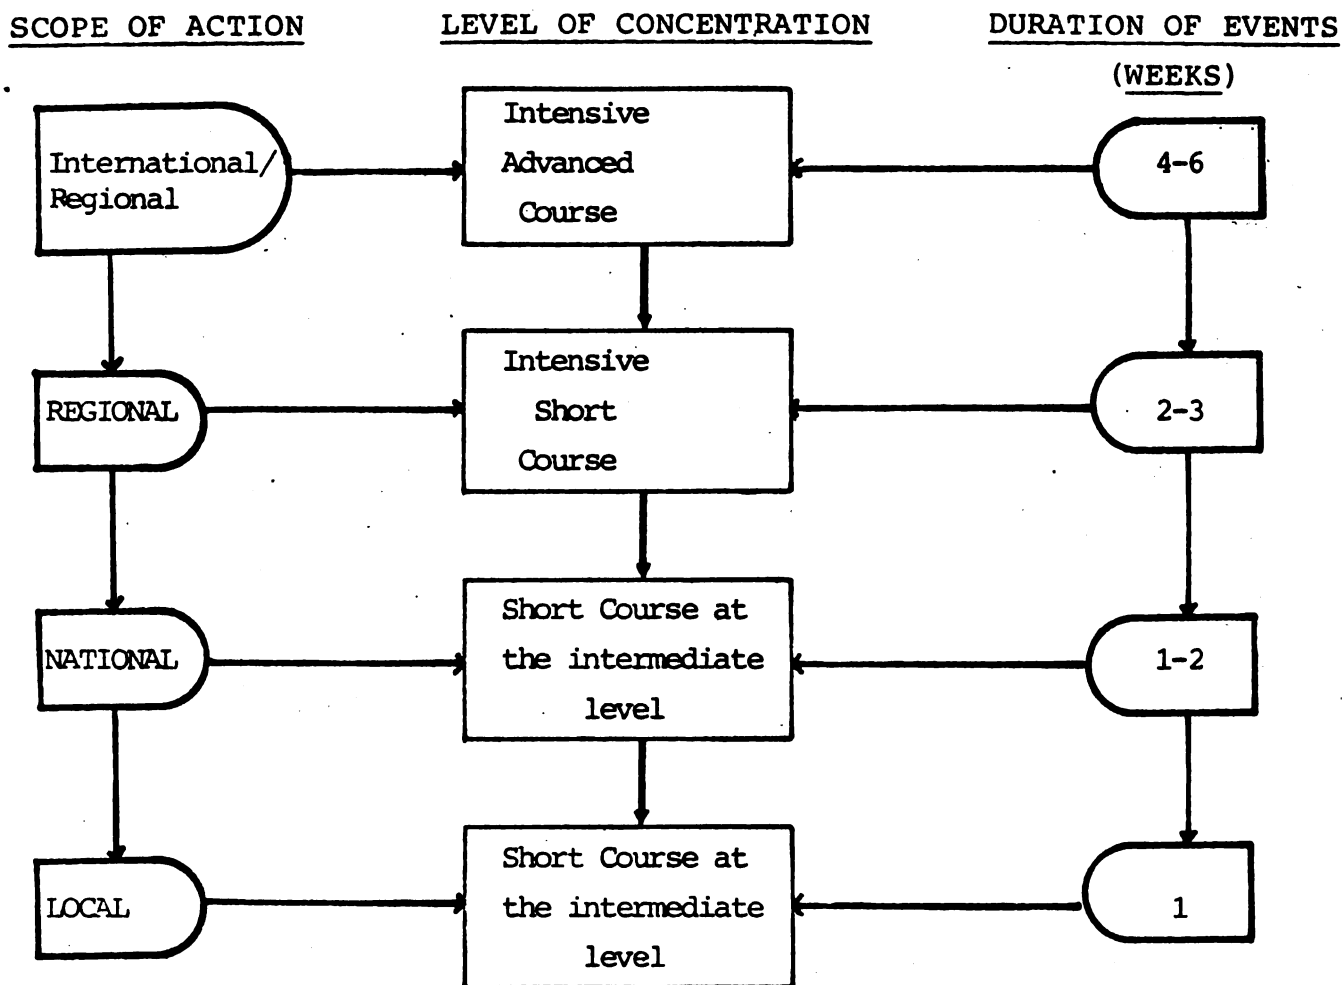 SCOPE OF ACTION
LEVEL OF CONCENTRATION
DURATION OF EVENTS
(WEEKS)
International/
Regional
Intensive
Advanced
Course
4-6
REGIONAL
Intensive
Short
Course
2-3
NATIONAL
Short Course at
the intermediate
level
1-2
LOCAL
Short Course at
the intermediate
level
1